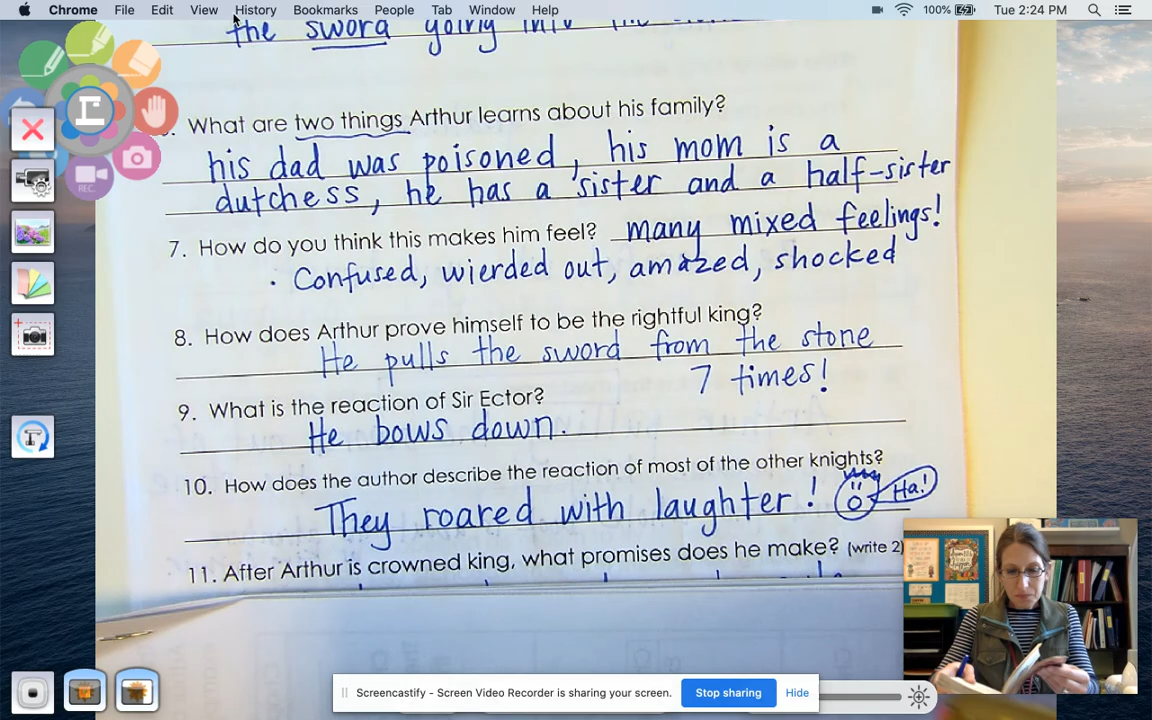 Chrome File Edit View History Bookmarks People Tab Window Help 100% Tue 2:24 PM
the sword going into the
What are two things Arthur learns about his family?
his dad was poisoned, his mom is a
dutchess, he has a sister and a half-sister
7. How do you think this makes him feel? many mixed feelings!
Confused, wierded out, amazed, shocked
8. How does Arthur prove himself to be the rightful king?
He pulls the sword from the stone
7 times!
9. What is the reaction of Sir Ector?
He bows down.
10. How does the author describe the reaction of most of the other knights?
They roared with laughter! Ha!
11. After Arthur is crowned king, what promises does he make? (write 2)
REC.
Screencastify - Screen Video Recorder is sharing your screen. Stop sharing Hide